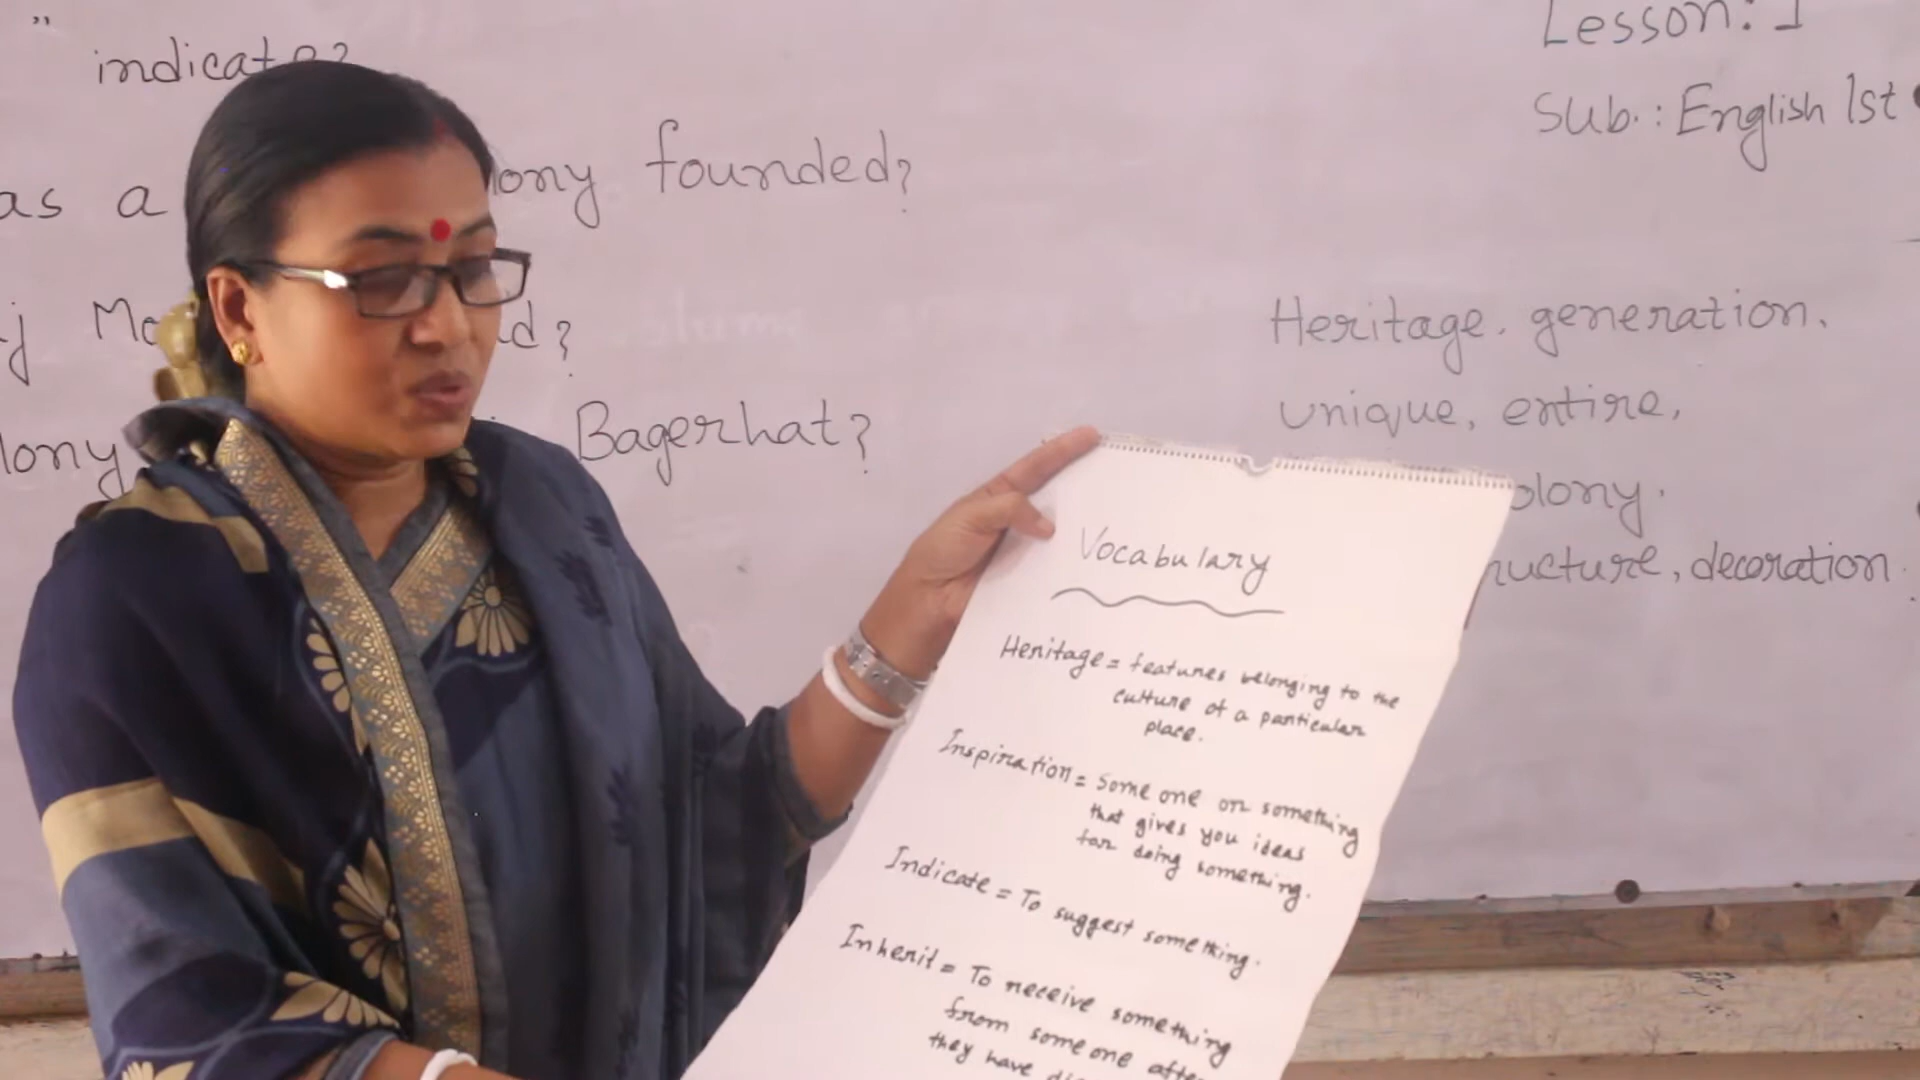 indicate?
as a
ony founded?
d?
lony
Bagerhat?
Lesson: 1
Sub.: English 1st
Heritage. generation.
unique, entire,
olony.
ructure, decoration.
Vocabulary
Heritage = features belonging to the
culture of a particular
place.
Inspiration = Some one or something
that gives you ideas
for doing something.
Indicate = To suggest something.
Inherit = To receive something
from some one after
they have